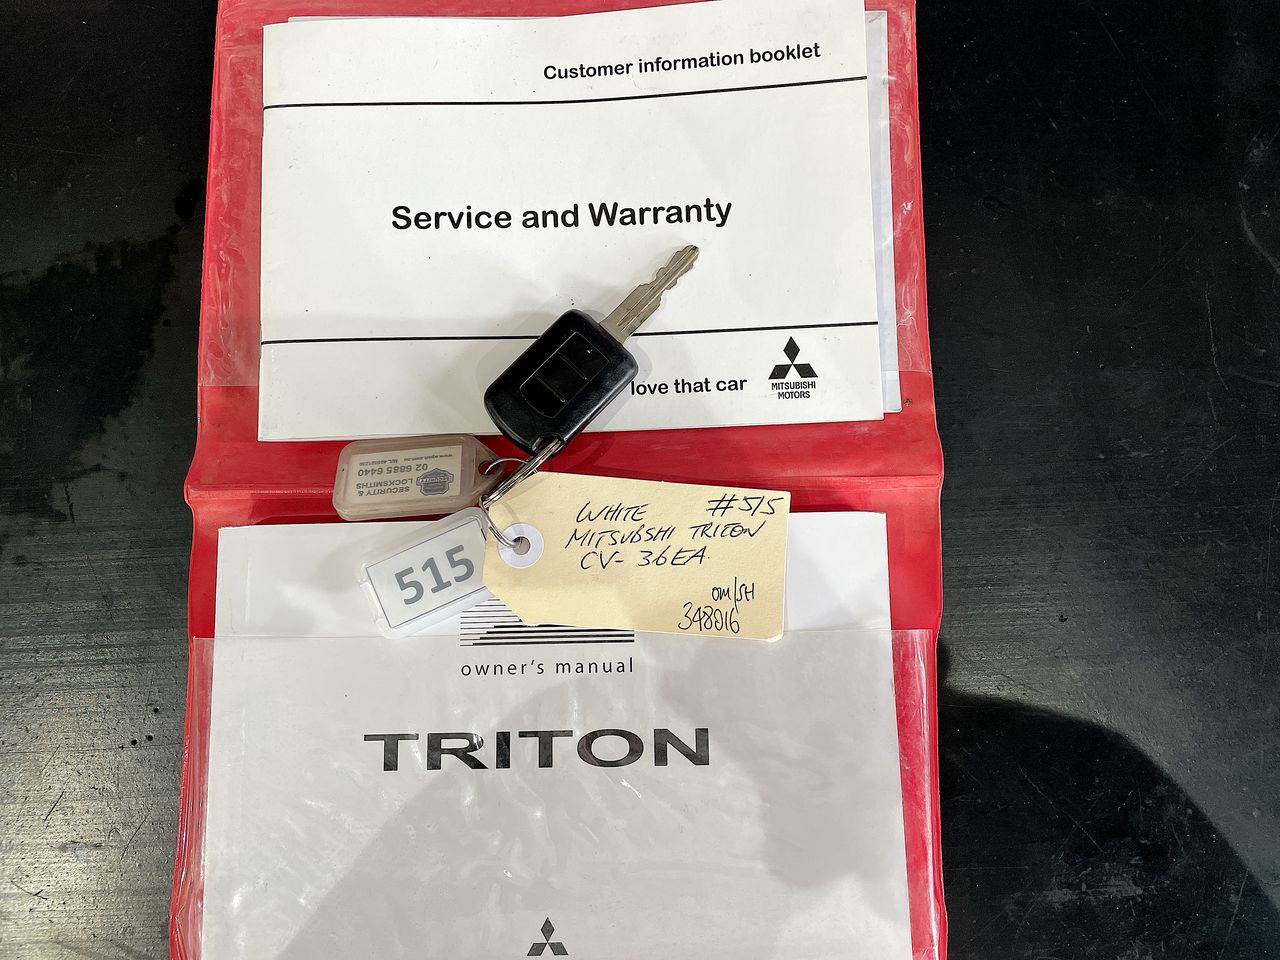 Customer information booklet
Service and Warranty
love that car
MITSUBISHI
MOTORS
SECURITY &
LOCKSMITHS
02 6885 6440
515
WHITE #515
MITSUBSHI TRITON
CV-36EA
OM/SH
348016
owner's manual
TRITON